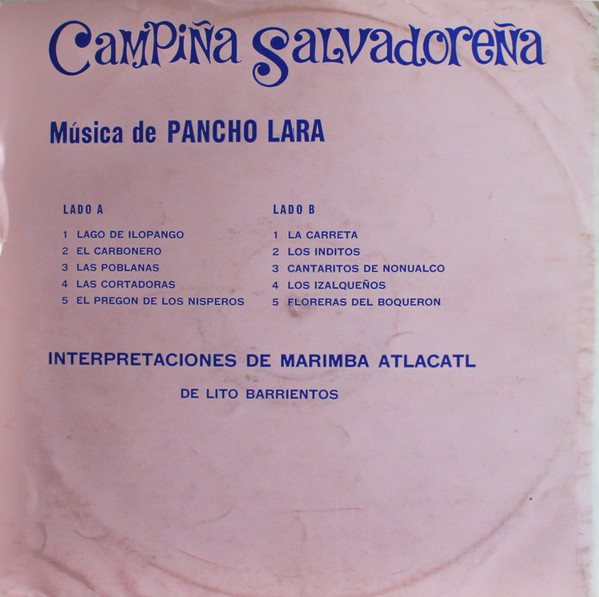 CAMPIÑA SALVADOREÑA
Música de PANCHO LARA
LADO A
1 LAGO DE ILOPANGO
2 EL CARBONERO
3 LAS POBLANAS
4 LAS CORTADORAS
5 EL PREGON DE LOS NISPEROS
LADO B
1 LA CARRETA
2 LOS INDITOS
3 CANTARITOS DE NONUALCO
4 LOS IZALQUEÑOS
5 FLORERAS DEL BOQUERON
INTERPRETACIONES DE MARIMBA ATLACATL
DE LITO BARRIENTOS